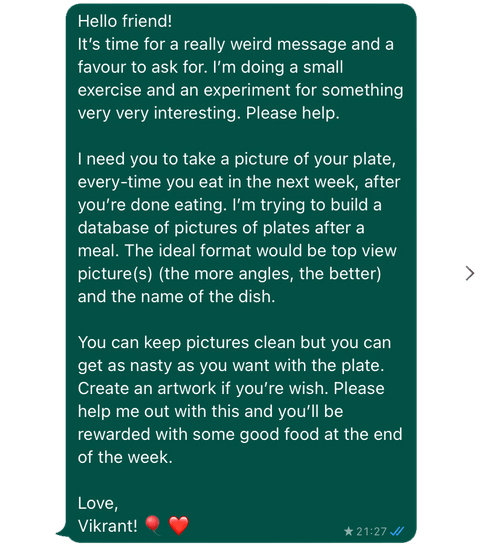 Hello friend!
It’s time for a really weird message and a
favour to ask for. I’m doing a small
exercise and an experiment for something
very very interesting. Please help.
I need you to take a picture of your plate,
every-time you eat in the next week, after
you’re done eating. I’m trying to build a
database of pictures of plates after a
meal. The ideal format would be top view
picture(s) (the more angles, the better)
and the name of the dish.
You can keep pictures clean but you can
get as nasty as you want with the plate.
Create an artwork if you’re wish. Please
help me out with this and you’ll be
rewarded with some good food at the end
of the week.
Love,
Vikrant! 🎈 ❤️
★ 21:27